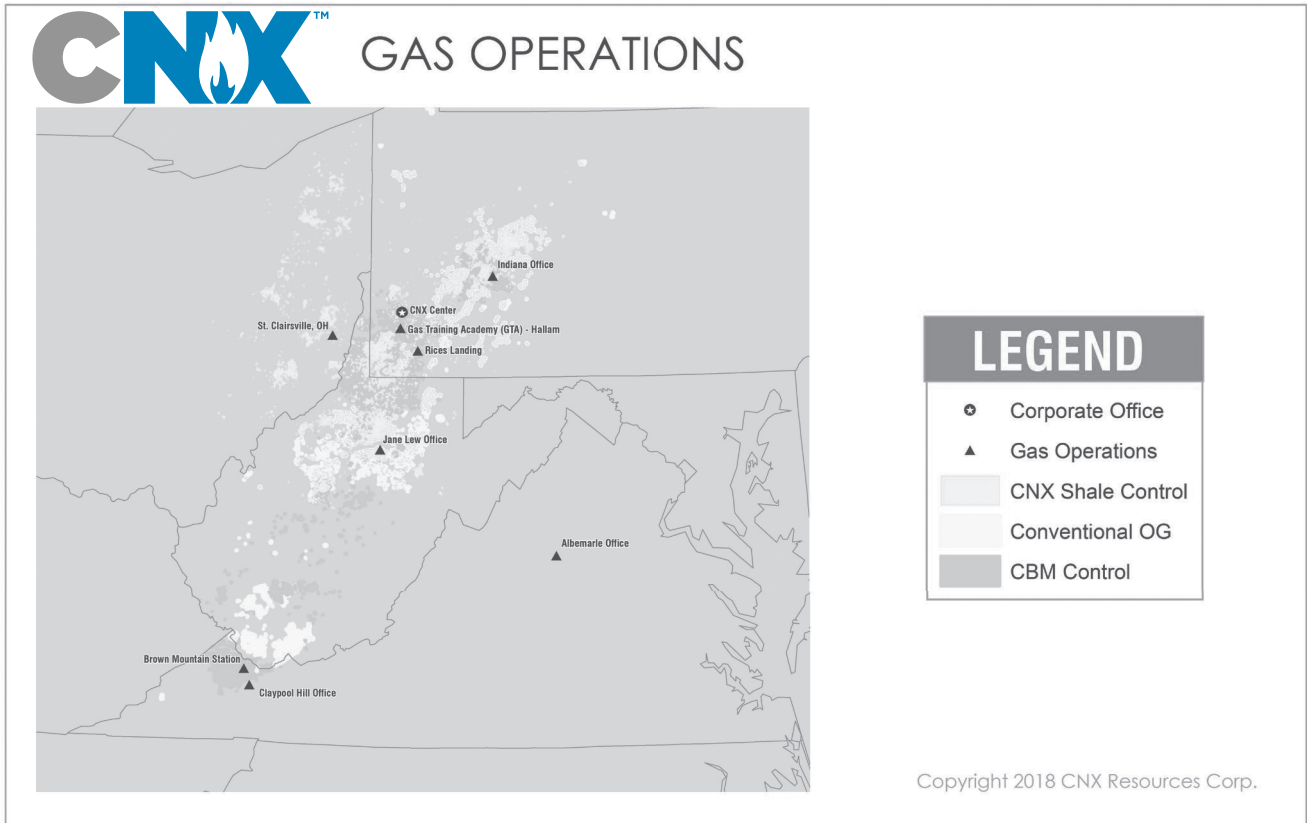 CNX™
GAS OPERATIONS
Indiana Office
CNX Center
St. Clairsville, OH
Gas Training Academy (GTA) - Hallam
Rices Landing
Jane Lew Office
Albemarle Office
Brown Mountain Station
Claypool Hill Office
LEGEND
Corporate Office
Gas Operations
CNX Shale Control
Conventional OG
CBM Control
Copyright 2018 CNX Resources Corp.